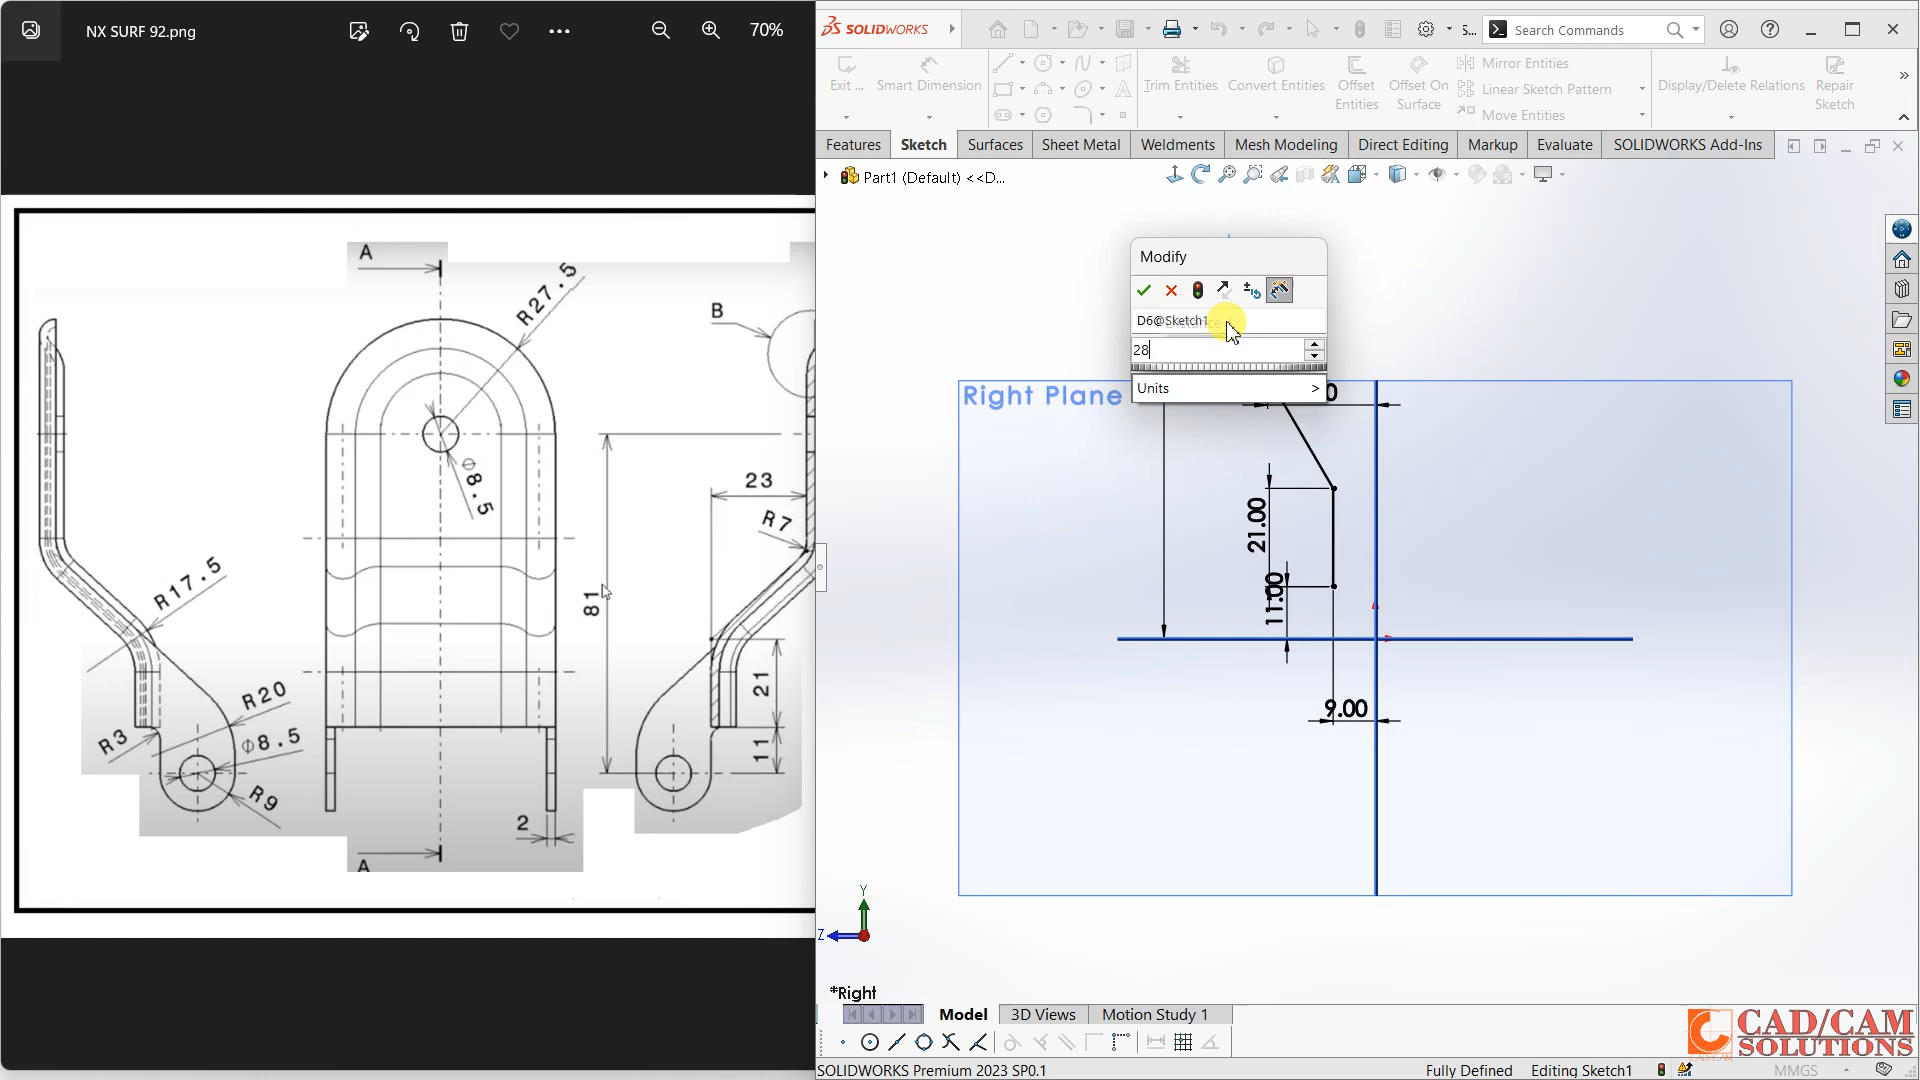 NX SURF 92.png
70%
A
R27.5
B
⌀8.5
23
R7
R17.5
81
R20
21
R3
⌀8.5
11
R9
2
A
SOLIDWORKS
S...
Search Commands
Exit ...
Smart Dimension
Trim Entities
Convert Entities
Offset
Entities
Offset On
Surface
Mirror Entities
Linear Sketch Pattern
Move Entities
Display/Delete Relations
Repair
Sketch
Features
Sketch
Surfaces
Sheet Metal
Weldments
Mesh Modeling
Direct Editing
Markup
Evaluate
SOLIDWORKS Add-Ins
Part1 (Default) <<D...
Modify
D6@Sketch1
28
Units
>
Right Plane
0
21.00
11.00
9.00
Y
Z
*Right
Model
3D Views
Motion Study 1
SOLIDWORKS Premium 2023 SP0.1
Fully Defined
Editing Sketch1
MMGS
CAD/CAM
SOLUTIONS